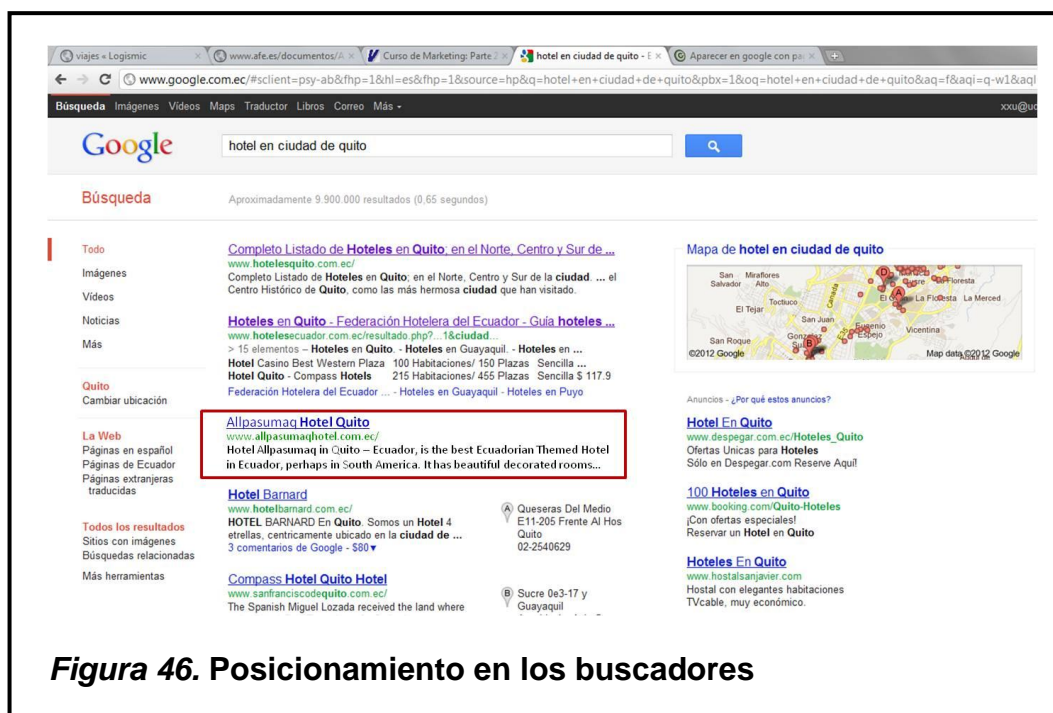 viajes « Logismic
www.afe.es/documentos/A
Curso de Marketing: Parte 2
hotel en ciudad de quito - E
Aparecer en google con pa
www.google.com.ec/#sclient=psy-ab&fhp=1&hl=es&fhp=1&source=hp&q=hotel+en+ciudad+de+quito&pbx=1&oq=hotel+en+ciudad+de+quito&aq=f&aqi=q-w1&aql
Búsqueda Imágenes Vídeos Maps Traductor Libros Correo Más
xxu@uc
Google
hotel en ciudad de quito
Búsqueda
Aproximadamente 9.900.000 resultados (0,65 segundos)
Todo
Imágenes
Vídeos
Noticias
Más
Quito
Cambiar ubicación
La Web
Páginas en español
Páginas de Ecuador
Páginas extranjeras
traducidas
Todos los resultados
Sitios con imágenes
Búsquedas relacionadas
Más herramientas
Completo Listado de Hoteles en Quito; en el Norte, Centro y Sur de ...
www.hotelesquito.com.ec/
Completo Listado de Hoteles en Quito; en el Norte, Centro y Sur de la ciudad. ... el
Centro Histórico de Quito, como las más hermosa ciudad que han visitado.
Hoteles en Quito - Federación Hotelera del Ecuador - Guía hoteles ...
www.hotelesecuador.com.ec/resultado.php?...1&ciudad...
> 15 elementos – Hoteles en Quito. - Hoteles en Guayaquil. - Hoteles en ...
Hotel Casino Best Western Plaza 100 Habitaciones/ 150 Plazas Sencilla ...
Hotel Quito - Compass Hotels 215 Habitaciones/ 455 Plazas Sencilla $ 117.9
Federación Hotelera del Ecuador ... - Hoteles en Guayaquil - Hoteles en Puyo
Allpasumaq Hotel Quito
www.allpasumaqhotel.com.ec/
Hotel Allpasumaq in Quito – Ecuador, is the best Ecuadorian Themed Hotel
in Ecuador, perhaps in South America. It has beautiful decorated rooms...
Hotel Barnard
www.hotelbarnard.com.ec/
HOTEL BARNARD En Quito. Somos un Hotel 4
etrellas, centricamente ubicado en la ciudad de ...
3 comentarios de Google - $80
A Queseras Del Medio
E11-205 Frente Al Hos
Quito
02-2540629
Compass Hotel Quito Hotel
www.sanfranciscodequito.com.ec/
The Spanish Miguel Lozada received the land where
B Sucre 0e3-17 y
Guayaquil
Mapa de hotel en ciudad de quito
San Salvador
Miraflores Alto
Toctiuco
Cañada
El Tejar
San Juan
La Floresta
La Merced
Eugenio Espejo
Vicentina
San Roque
A
B
D
©2012 Google
Map data ©2012 Google
Anuncios - ¿Por qué estos anuncios?
Hotel En Quito
www.despegar.com.ec/Hoteles_Quito
Ofertas Unicas para Hoteles
Sólo en Despegar.com Reserve Aquí!
100 Hoteles en Quito
www.booking.com/Quito-Hoteles
¡Con ofertas especiales!
Reservar un Hotel en Quito
Hoteles En Quito
www.hostalsanjavier.com
Hostal con elegantes habitaciones
TVcable, muy económico.
Figura 46. Posicionamiento en los buscadores